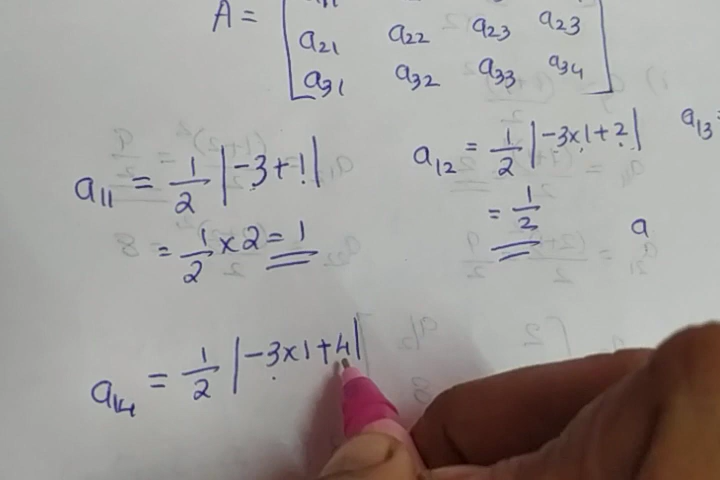 A = [ a11
a21 a22 a23 a23
a31 a32 a33 a34 ]
a11 = 1/2 |-3+1|
= 1/2 × 2 = 1
a12 = 1/2 |-3×1+2|
= 1/2
a13 =
a
a14 = 1/2 |-3×1+4|